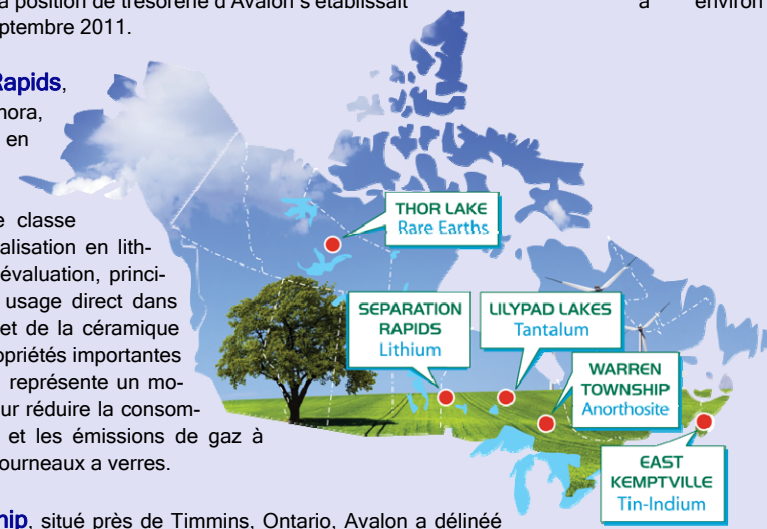 a position de trésorerie d'Avalon s'établissait
à environ
ptembre 2011.
Rapids,
nora,
en
e classe
alisation en lith-
évaluation, princi-
usage direct dans
et de la céramique
opriétés importantes
représente un mo-
ur réduire la consom-
et les émissions de gaz à
ourneaux a verres.
THOR LAKE
Rare Earths
SEPARATION
RAPIDS
Lithium
LILYPAD LAKES
Tantalum
WARREN
TOWNSHIP
Anorthosite
EAST
KEMPTVILLE
Tin-Indium
hip, situé près de Timmins, Ontario, Avalon a délinéé